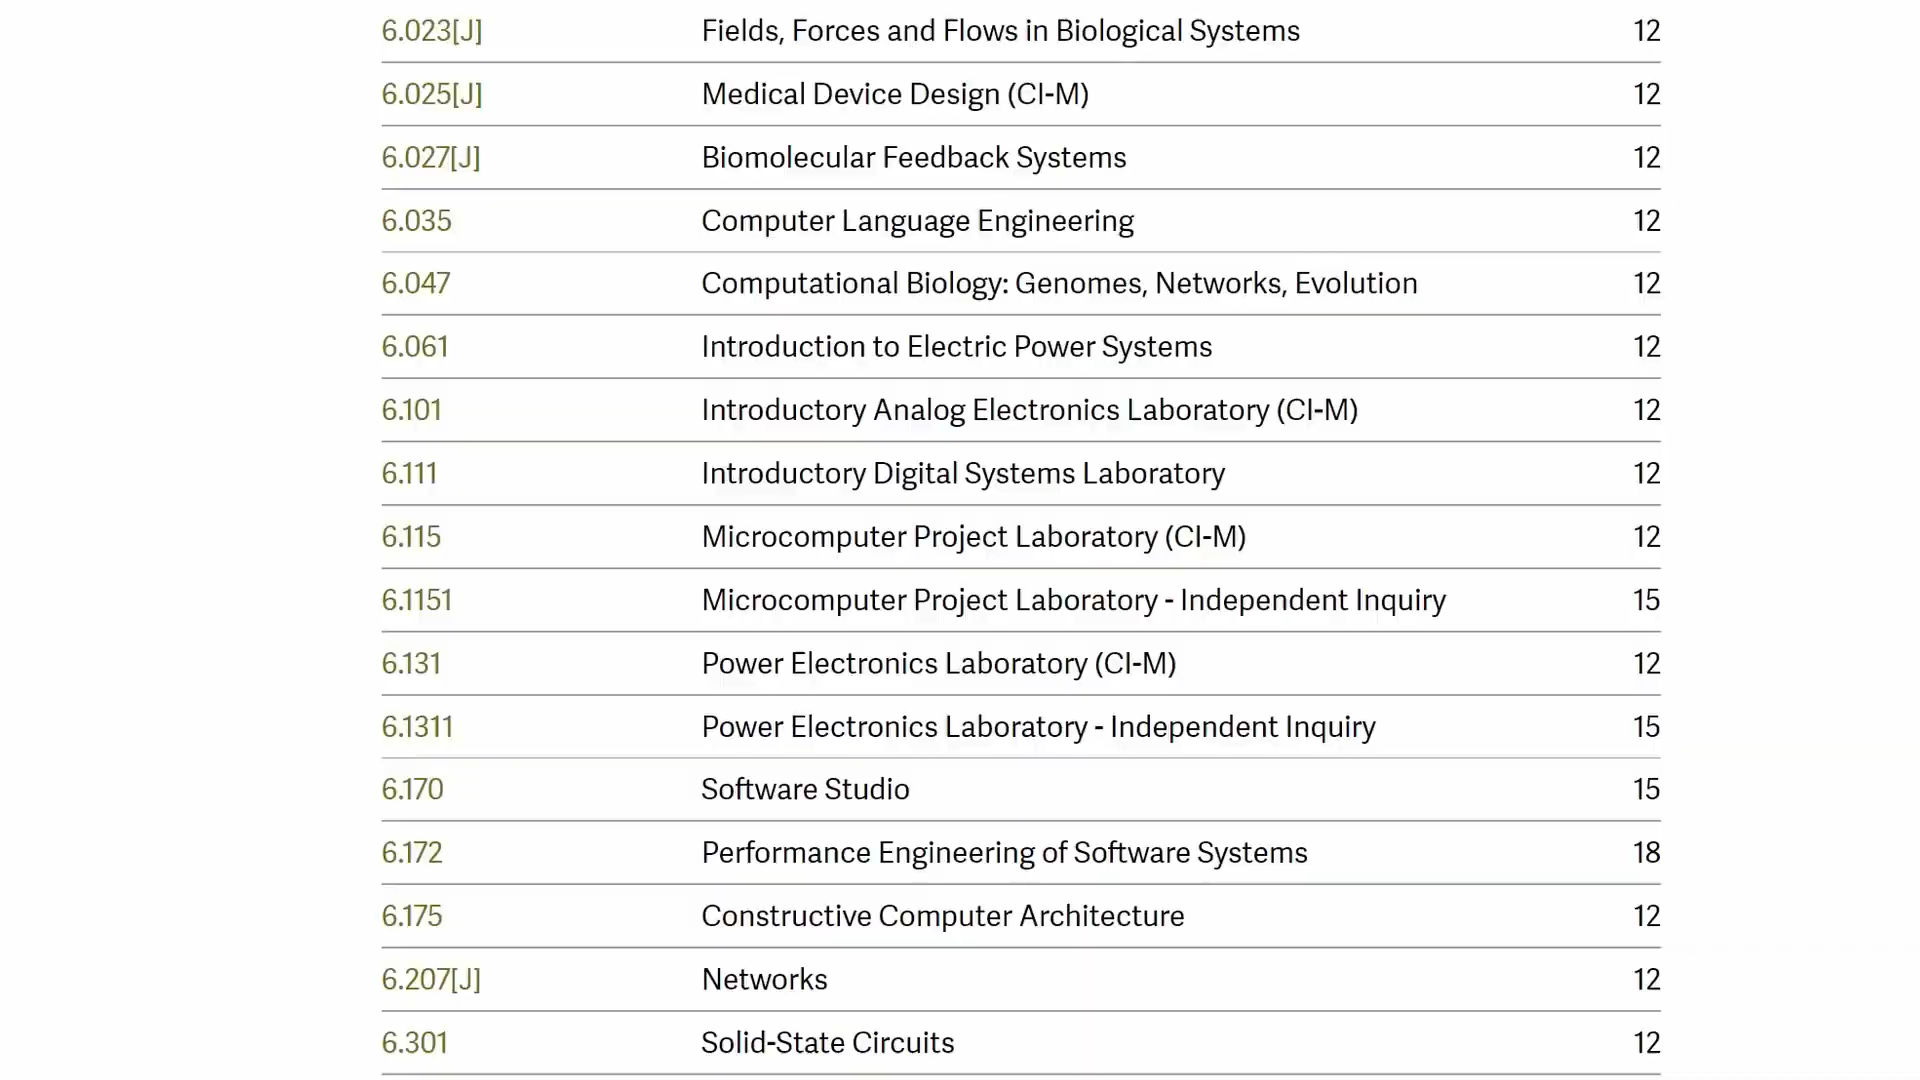 6.023[J] Fields, Forces and Flows in Biological Systems 12
6.025[J] Medical Device Design (CI-M) 12
6.027[J] Biomolecular Feedback Systems 12
6.035 Computer Language Engineering 12
6.047 Computational Biology: Genomes, Networks, Evolution 12
6.061 Introduction to Electric Power Systems 12
6.101 Introductory Analog Electronics Laboratory (CI-M) 12
6.111 Introductory Digital Systems Laboratory 12
6.115 Microcomputer Project Laboratory (CI-M) 12
6.1151 Microcomputer Project Laboratory - Independent Inquiry 15
6.131 Power Electronics Laboratory (CI-M) 12
6.1311 Power Electronics Laboratory - Independent Inquiry 15
6.170 Software Studio 15
6.172 Performance Engineering of Software Systems 18
6.175 Constructive Computer Architecture 12
6.207[J] Networks 12
6.301 Solid-State Circuits 12